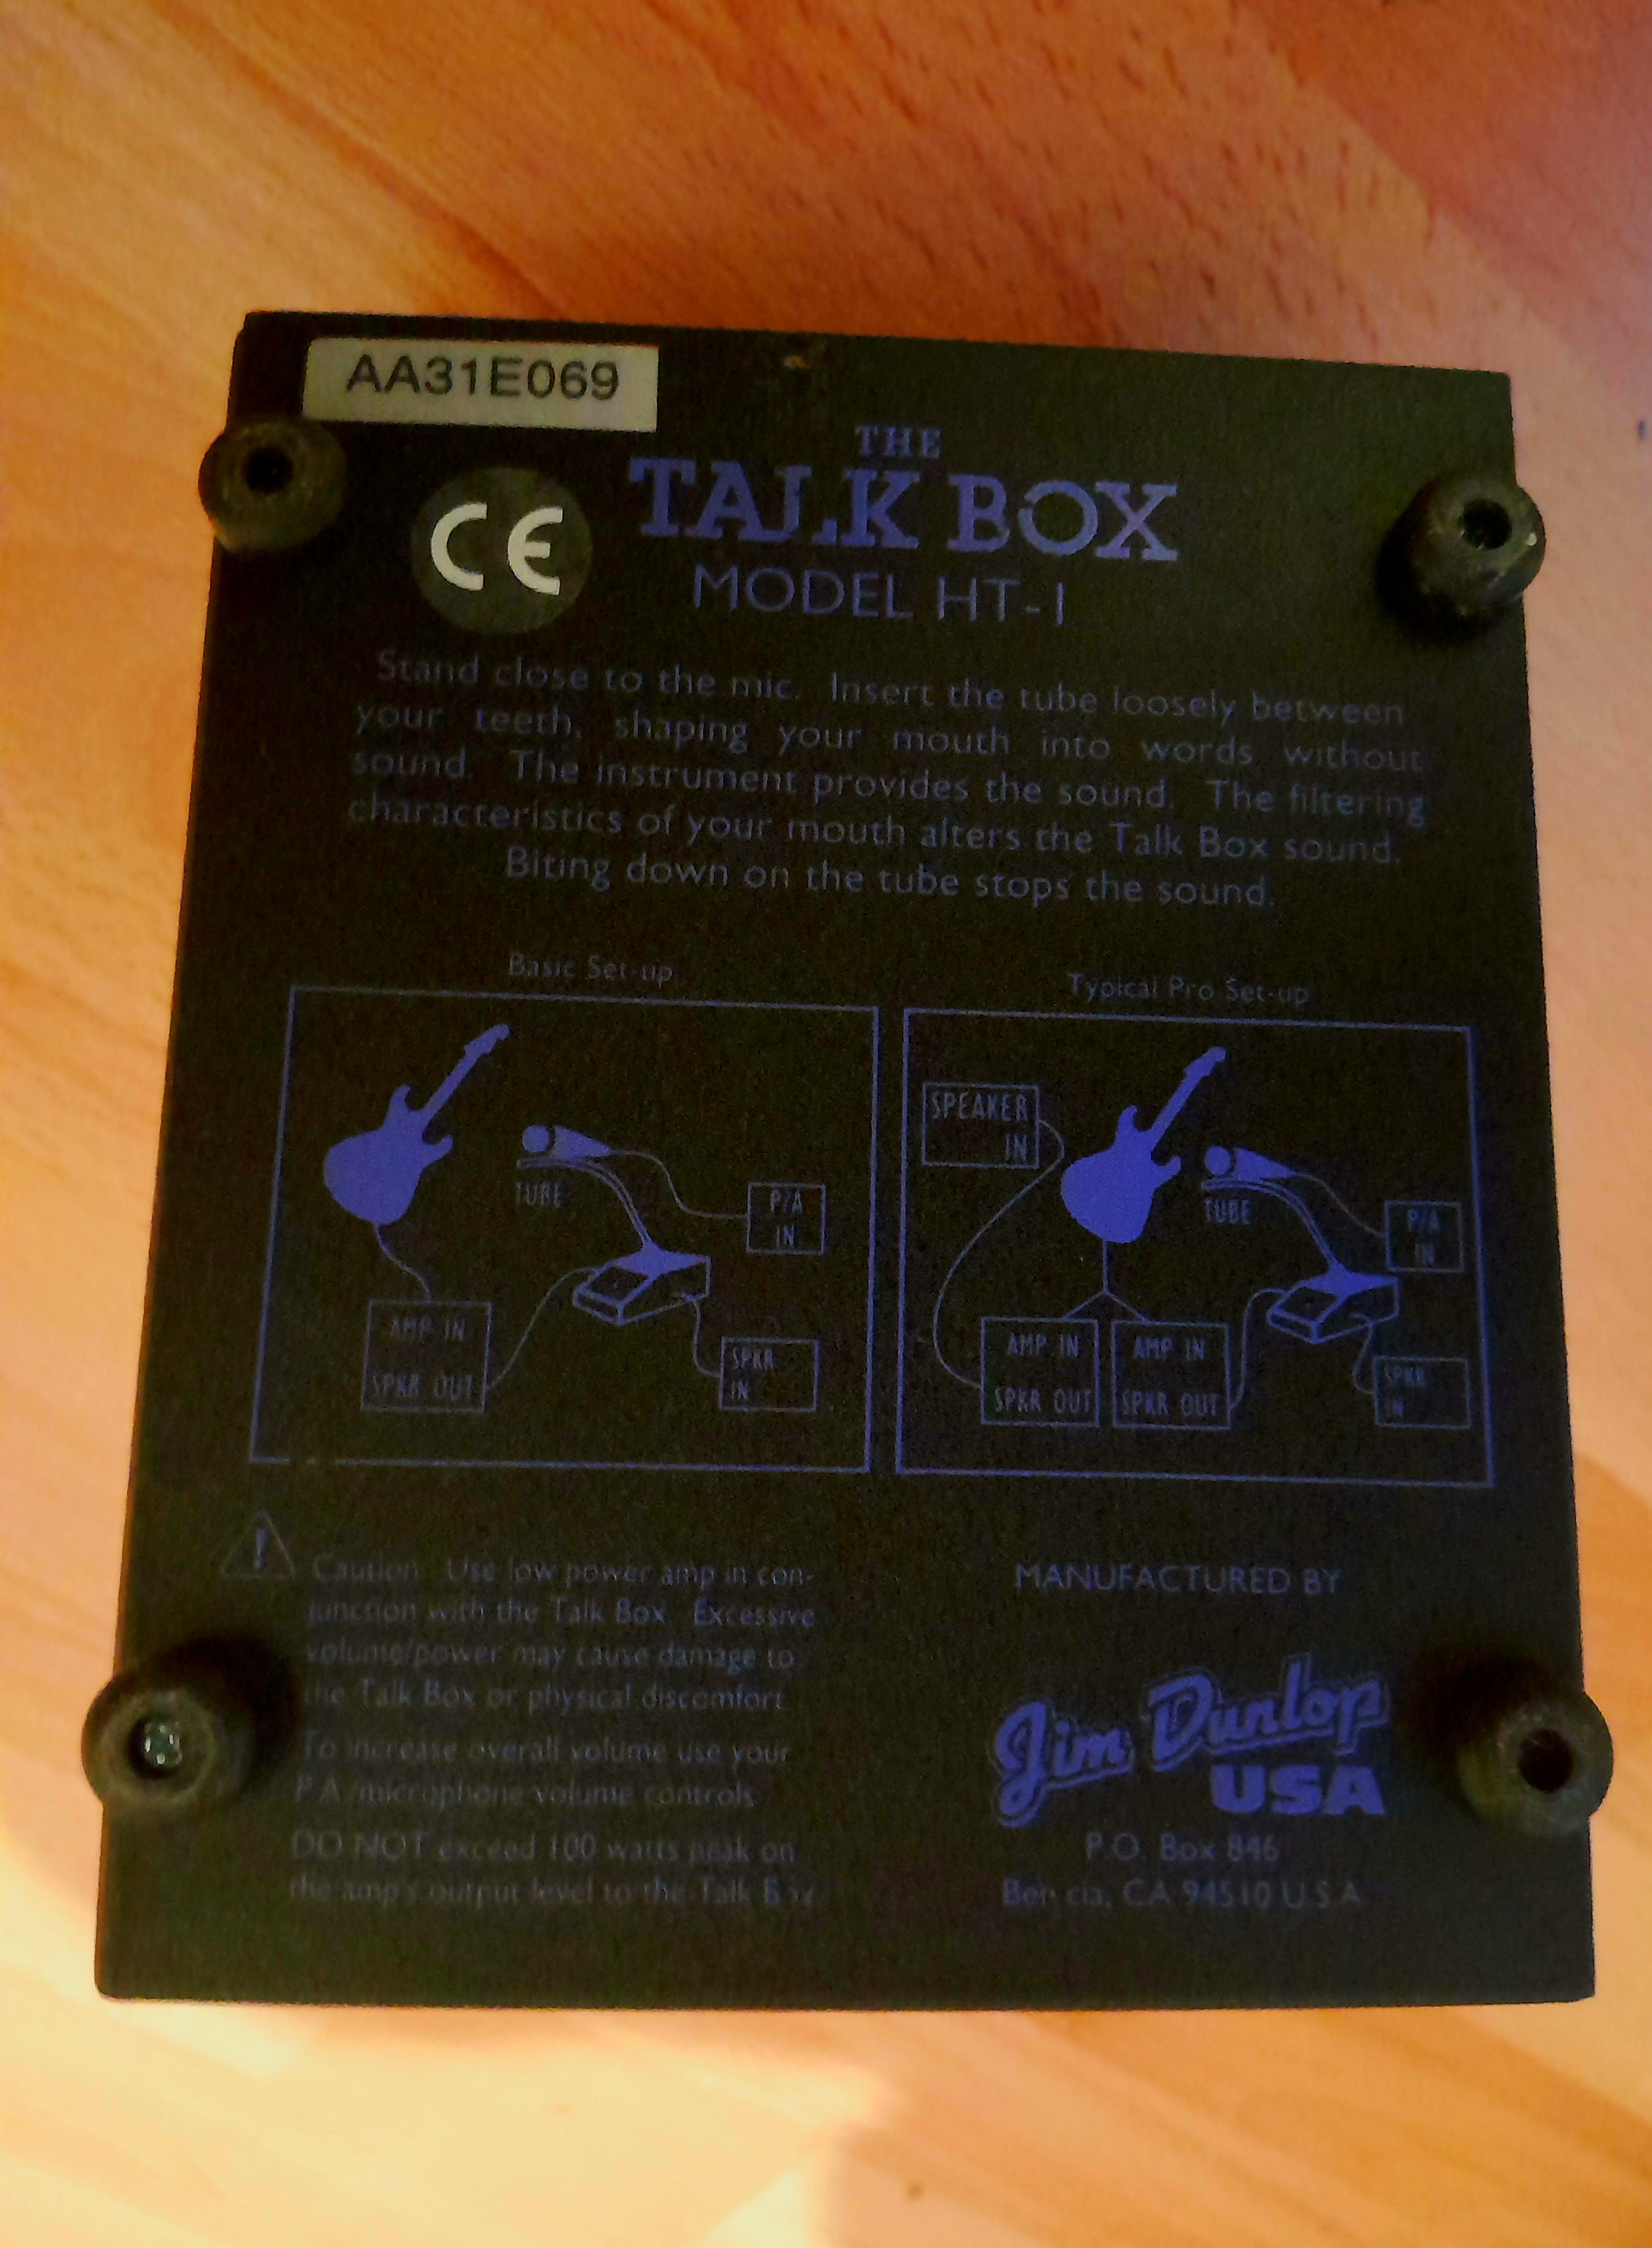 AA31E069
CE
THE
TALK BOX
MODEL HT-1
Stand close to the mic. Insert the tube loosely between
your teeth, shaping your mouth into words without
sound. The instrument provides the sound. The filtering
characteristics of your mouth alters the Talk Box sound.
Biting down on the tube stops the sound.
Basic Set-up
TUBE
P/A
IN
AMP IN
SPKR OUT
SPKR
IN
Typical Pro Set-up
SPEAKER
IN
TUBE
P/A
IN
AMP IN
SPKR OUT
AMP IN
SPKR OUT
SPKR
IN
!
Caution: Use low power amp in con-
junction with the Talk Box. Excessive
volume/power may cause damage to
the Talk Box or physical discomfort.
To increase overall volume use your
P.A./microphone volume controls.
DO NOT exceed 100 watts peak on
the amp's output level to the Talk Box.
MANUFACTURED BY
Jim Dunlop
USA
P.O. Box 846
Benicia, CA 94510 U.S.A